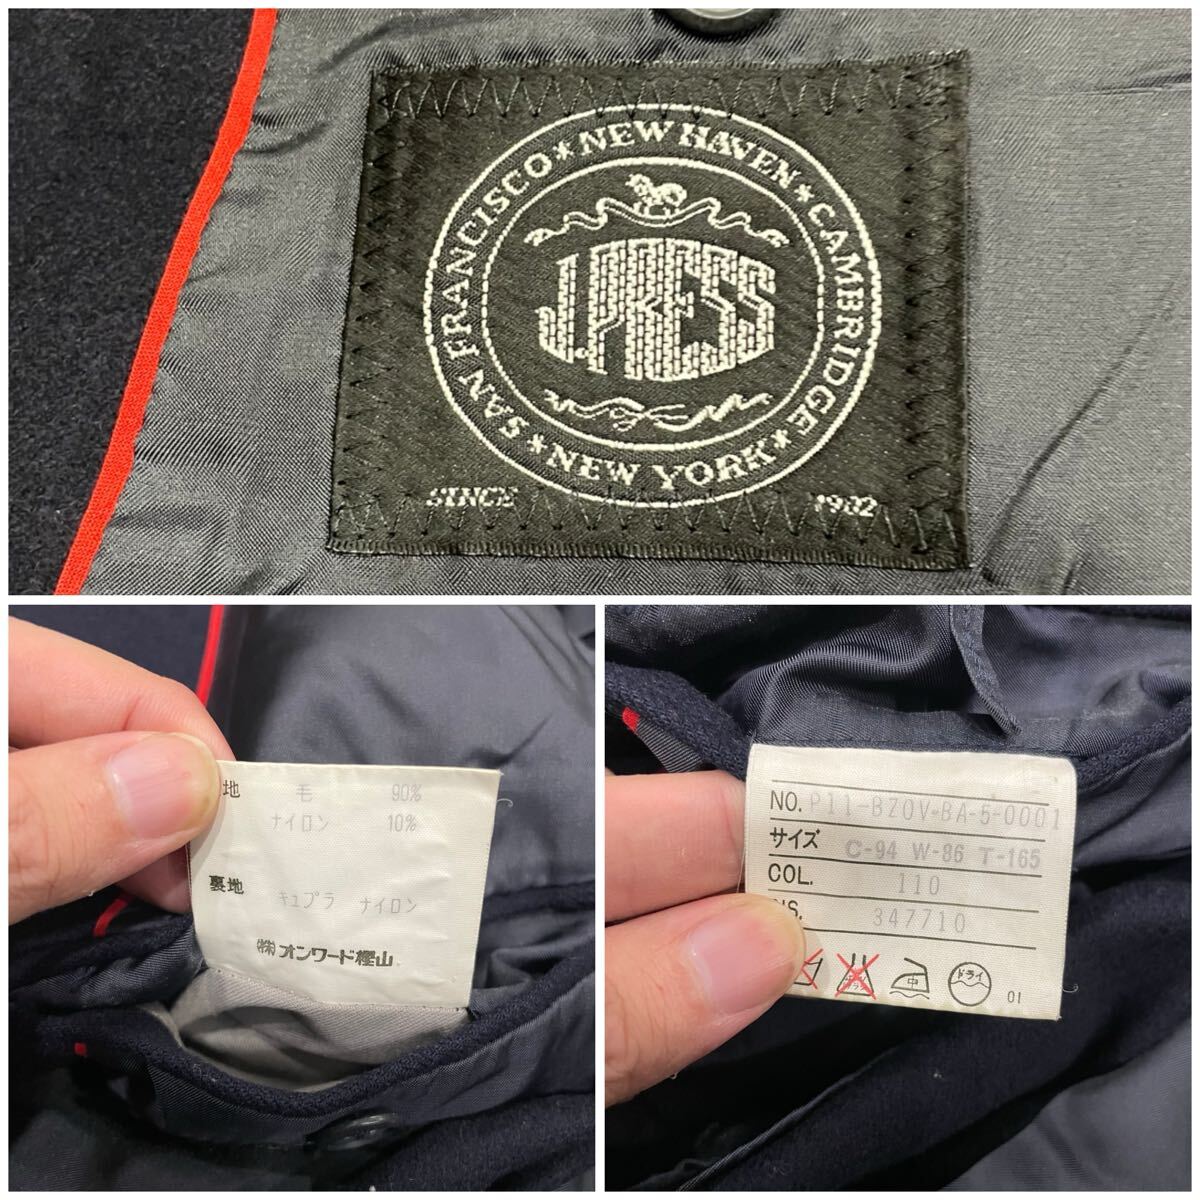 SAN FRANCISCO * NEW HAVEN * CAMBRIDGE * NEW YORK *
J.PRESS
SINCE 1902
地 毛 90%
ナイロン 10%
裏地 キュプラ ナイロン
(株)オンワード樫山
NO. P11-BZOV-BA-5-0001
サイズ C-94 W-86 T-165
COL. 110
NS. 347710
中 ドライ 01